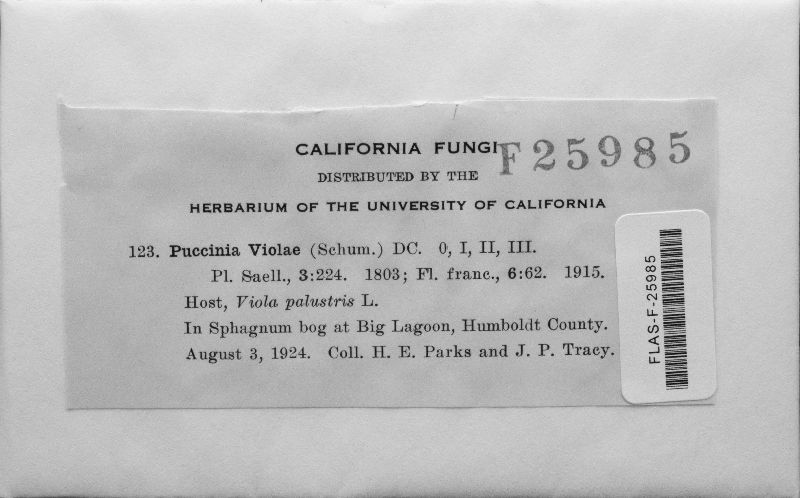 CALIFORNIA FUNGI F25985
DISTRIBUTED BY THE
HERBARIUM OF THE UNIVERSITY OF CALIFORNIA
123. Puccinia Violae (Schum.) DC. 0, I, II, III.
Pl. Saell., 3:224. 1803; Fl. franc., 6:62. 1915.
Host, Viola palustris L.
In Sphagnum bog at Big Lagoon, Humboldt County.
August 3, 1924. Coll. H. E. Parks and J. P. Tracy.
FLAS-F-25985